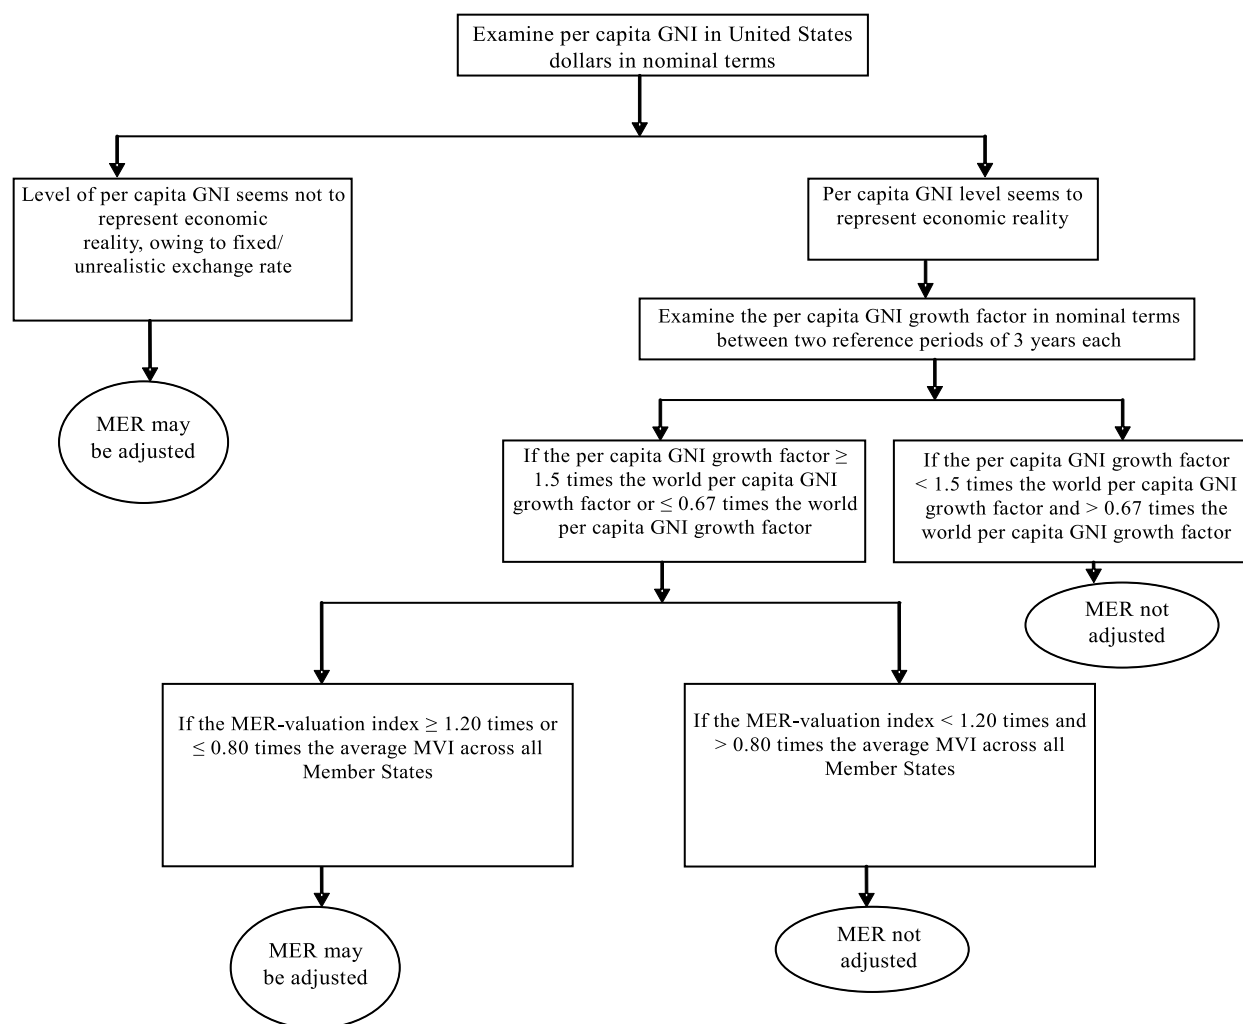 Examine per capita GNI in United States
dollars in nominal terms
Level of per capita GNI seems not to
represent economic
reality, owing to fixed/
unrealistic exchange rate
Per capita GNI level seems to
represent economic reality
Examine the per capita GNI growth factor in nominal terms
between two reference periods of 3 years each
MER may
be adjusted
If the per capita GNI growth factor ≥
1.5 times the world per capita GNI
growth factor or ≤ 0.67 times the world
per capita GNI growth factor
If the per capita GNI growth factor
< 1.5 times the world per capita GNI
growth factor and > 0.67 times the
world per capita GNI growth factor
MER not
adjusted
If the MER-valuation index ≥ 1.20 times or
≤ 0.80 times the average MVI across all
Member States
If the MER-valuation index < 1.20 times and
> 0.80 times the average MVI across all
Member States
MER may
be adjusted
MER not
adjusted